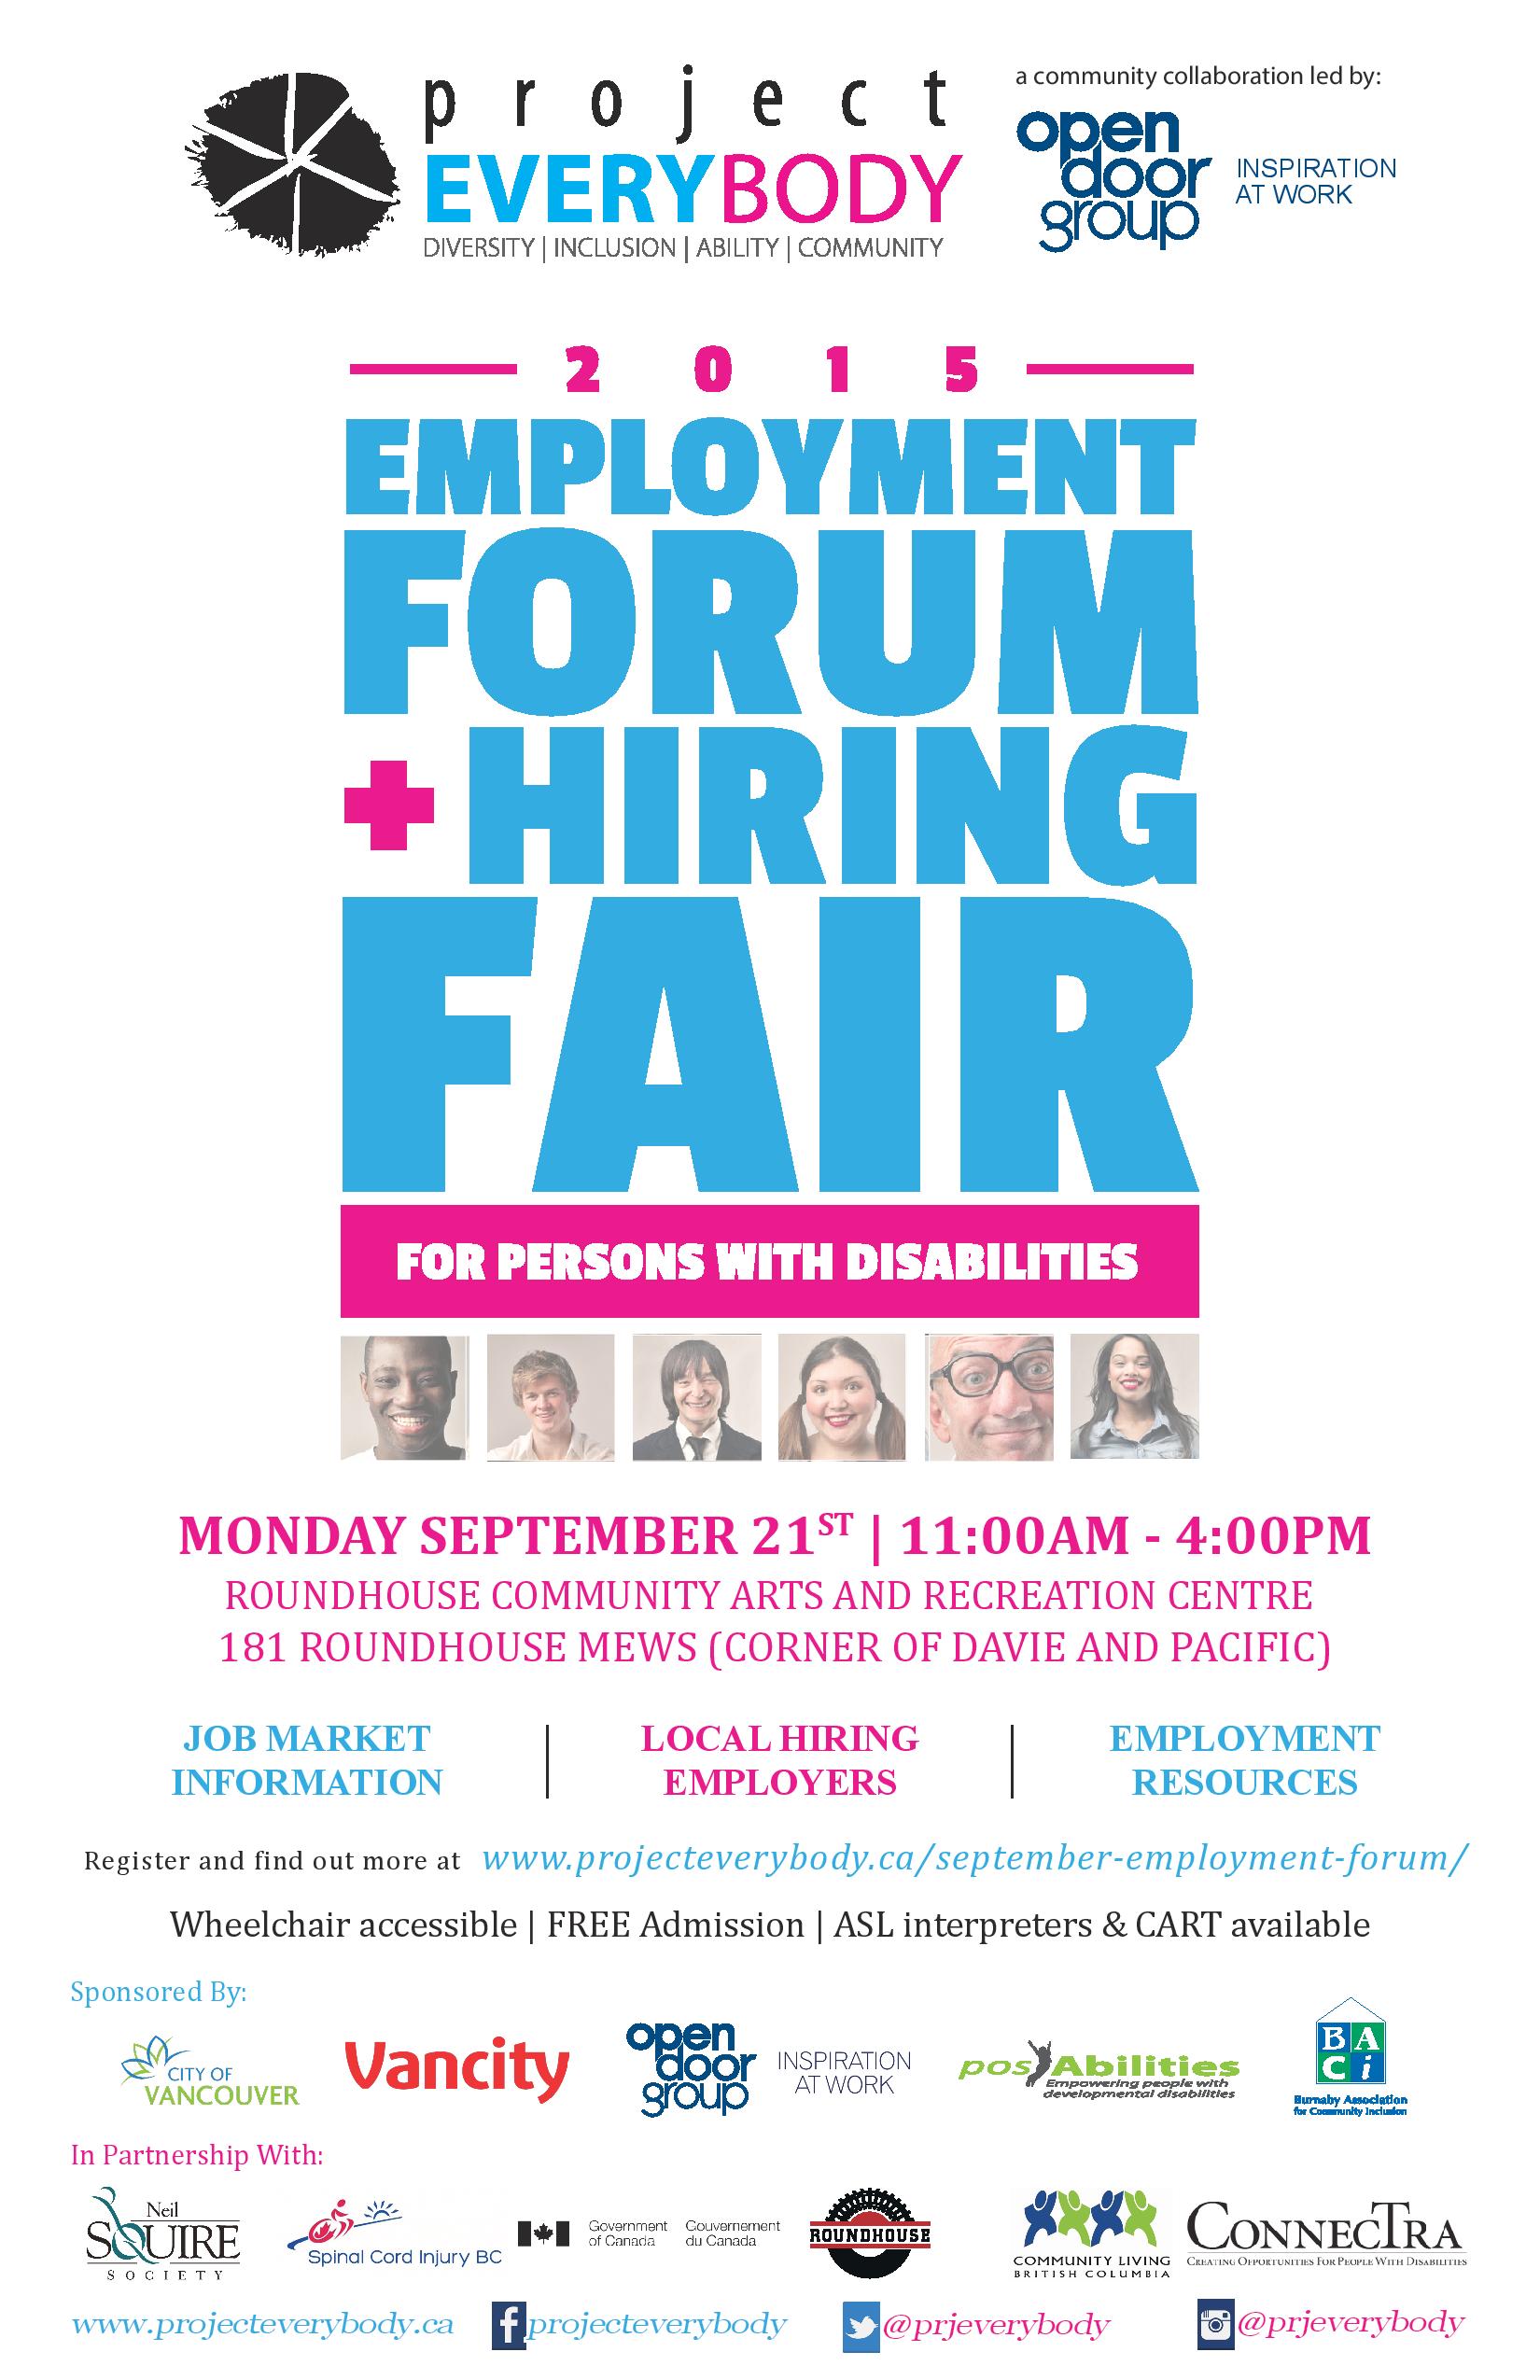 project
EVERYBODY
DIVERSITY | INCLUSION | ABILITY | COMMUNITY
a community collaboration led by:
open
door
group
INSPIRATION
AT WORK
2015
EMPLOYMENT
FORUM
+HIRING
FAIR
FOR PERSONS WITH DISABILITIES
MONDAY SEPTEMBER 21ST | 11:00AM - 4:00PM
ROUNDHOUSE COMMUNITY ARTS AND RECREATION CENTRE
181 ROUNDHOUSE MEWS (CORNER OF DAVIE AND PACIFIC)
JOB MARKET
INFORMATION
LOCAL HIRING
EMPLOYERS
EMPLOYMENT
RESOURCES
Register and find out more at www.projecteverybody.ca/september-employment-forum/
Wheelchair accessible | FREE Admission | ASL interpreters & CART available
Sponsored By:
CITY OF
VANCOUVER
Vancity
open
door
group
INSPIRATION
AT WORK
posAbilities
Empowering people with
developmental disabilities
BA
Ci
Burnaby Association
for Community Inclusion
In Partnership With:
Neil
SQUIRE
SOCIETY
Spinal Cord Injury BC
Government
of Canada
Gouvernement
du Canada
ROUNDHOUSE
COMMUNITY LIVING
BRITISH COLUMBIA
CONNECTRA
CREATING OPPORTUNITIES FOR PEOPLE WITH DISABILITIES
www.projecteverybody.ca
projecteverybody
@prjeverybody
@prjeverybody